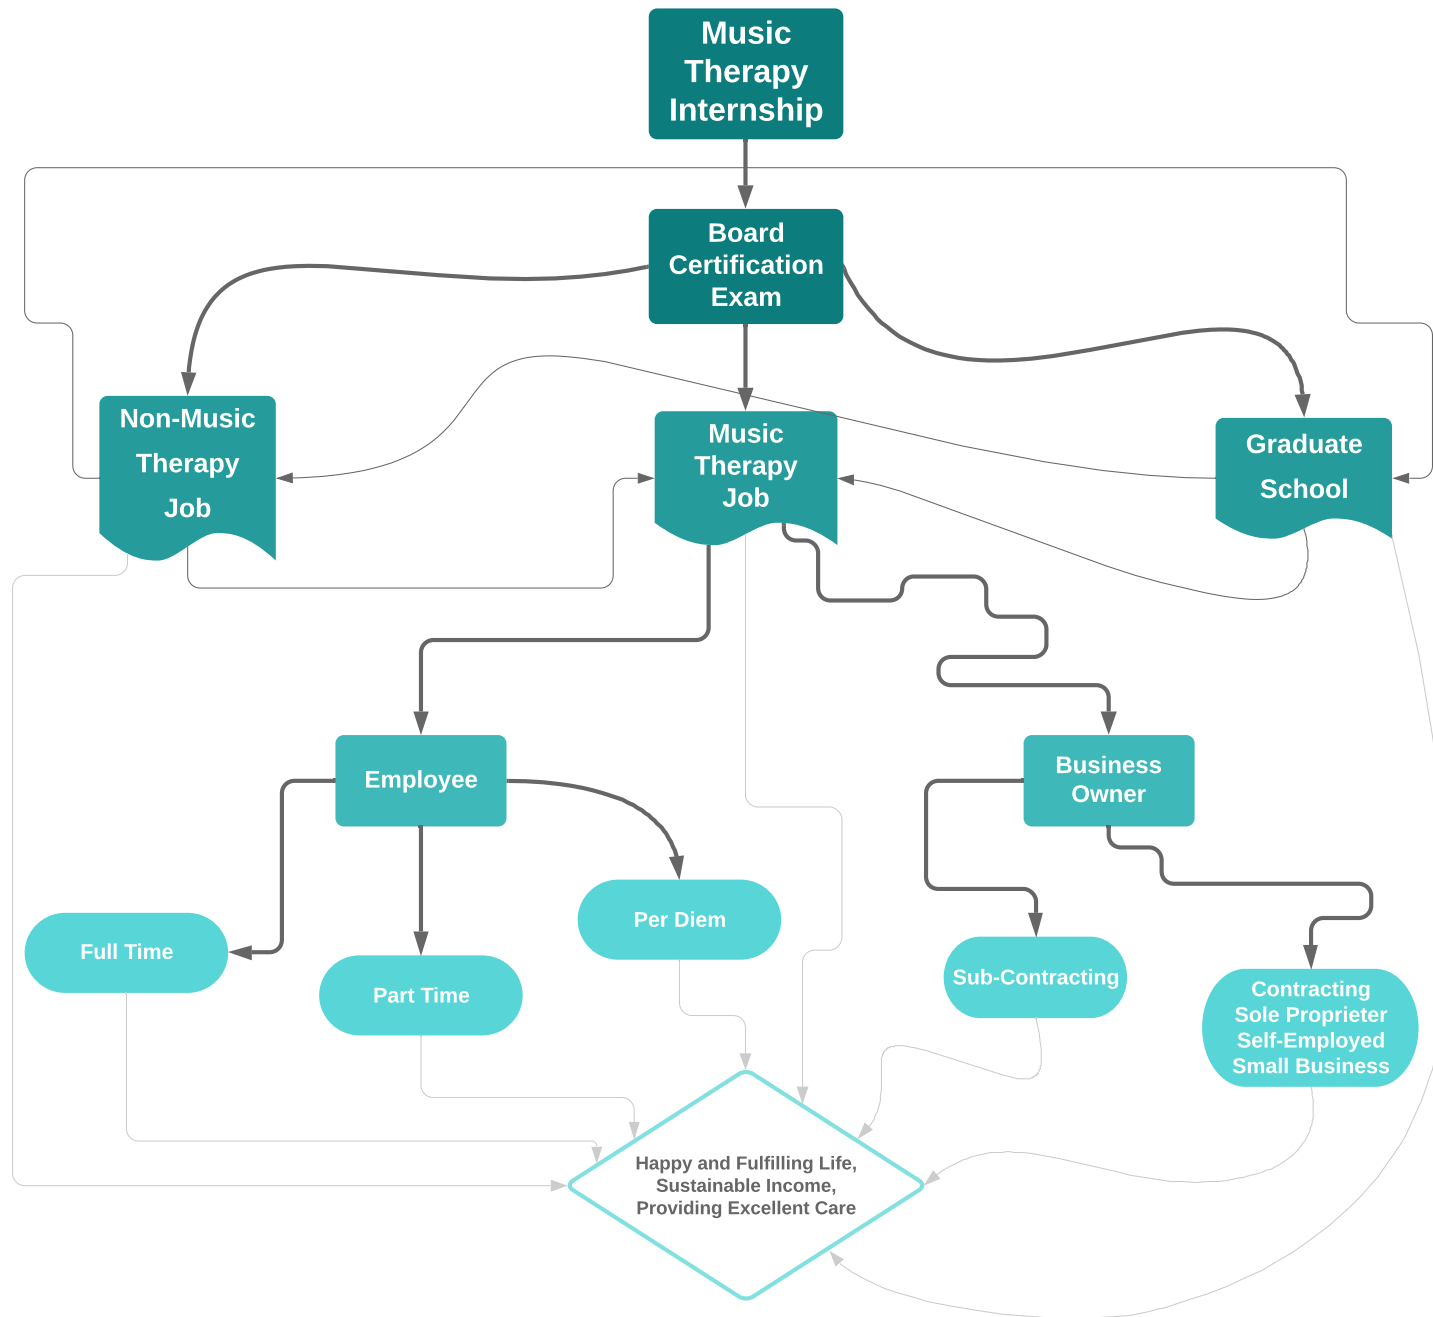 Music
Therapy
Internship
Board
Certification
Exam
Non-Music
Therapy
Job
Music
Therapy
Job
Graduate
School
Employee
Business
Owner
Full Time
Part Time
Per Diem
Sub-Contracting
Contracting
Sole Proprieter
Self-Employed
Small Business
Happy and Fulfilling Life,
Sustainable Income,
Providing Excellent Care